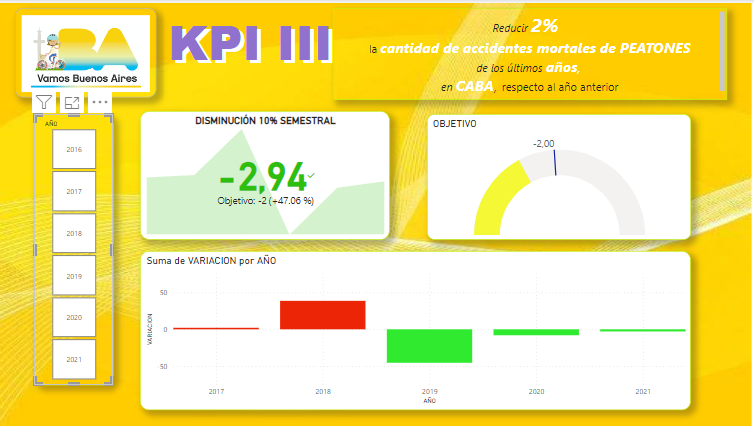 BA
Vamos Buenos Aires
KPI III
Reducir 2%
la cantidad de accidentes mortales de PEATONES
de los últimos años,
en CABA, respecto al año anterior
AÑO
2016
2017
2018
2019
2020
2021
DISMINUCIÓN 10% SEMESTRAL
-2,94
Objetivo: -2 (+47.06 %)
OBJETIVO
-2,00
Suma de VARIACION por AÑO
VARIACION
50
0
50
2017
2018
2019
2020
2021
AÑO